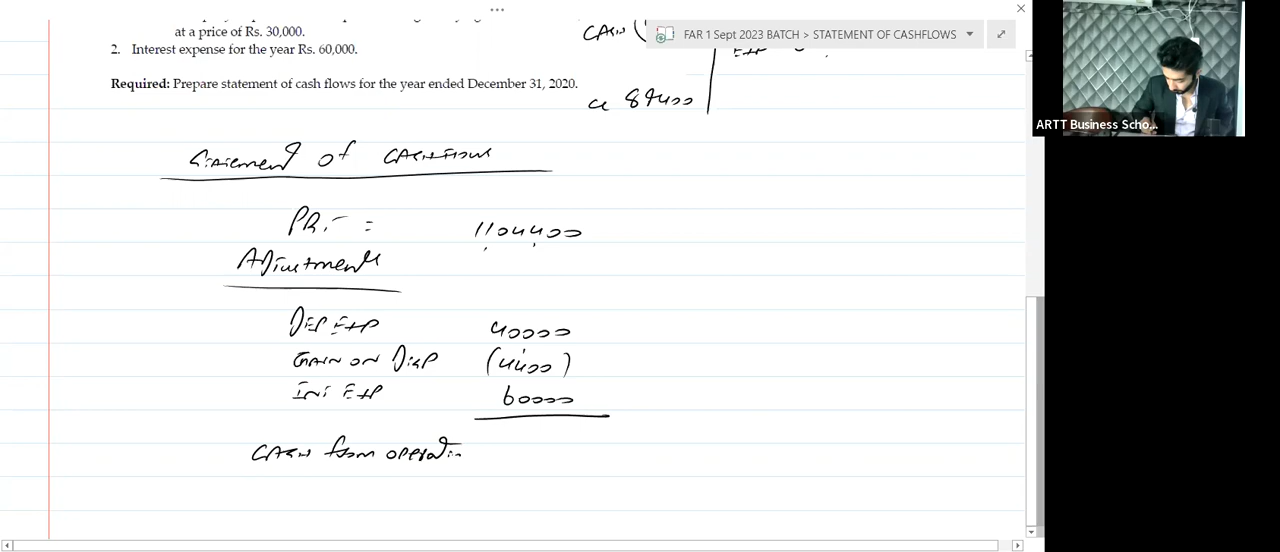 at a price of Rs. 30,000.
2. Interest expense for the year Rs. 60,000.
Required: Prepare statement of cash flows for the year ended December 31, 2020.
FAR 1 Sept 2023 BATCH > STATEMENT OF CASHFLOWS
CASH (
ARTT Business Scho...
Statement of CASHFlows
PBT = 1104400
Adjustments
DEP EXP 40000
GAIN ON DISP (4400)
INT EXP 60000
CASH from operatin